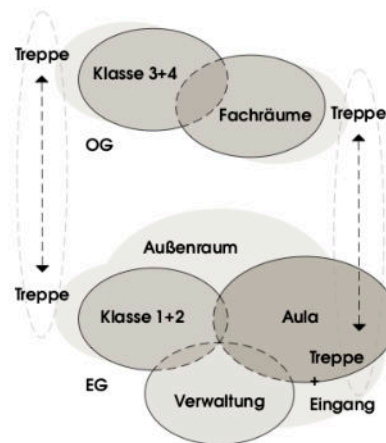 Treppe
Klasse 3+4
Fachräume
Treppe
OG
Außenraum
Treppe
Klasse 1+2
Aula
Treppe
+
Eingang
EG
Verwaltung